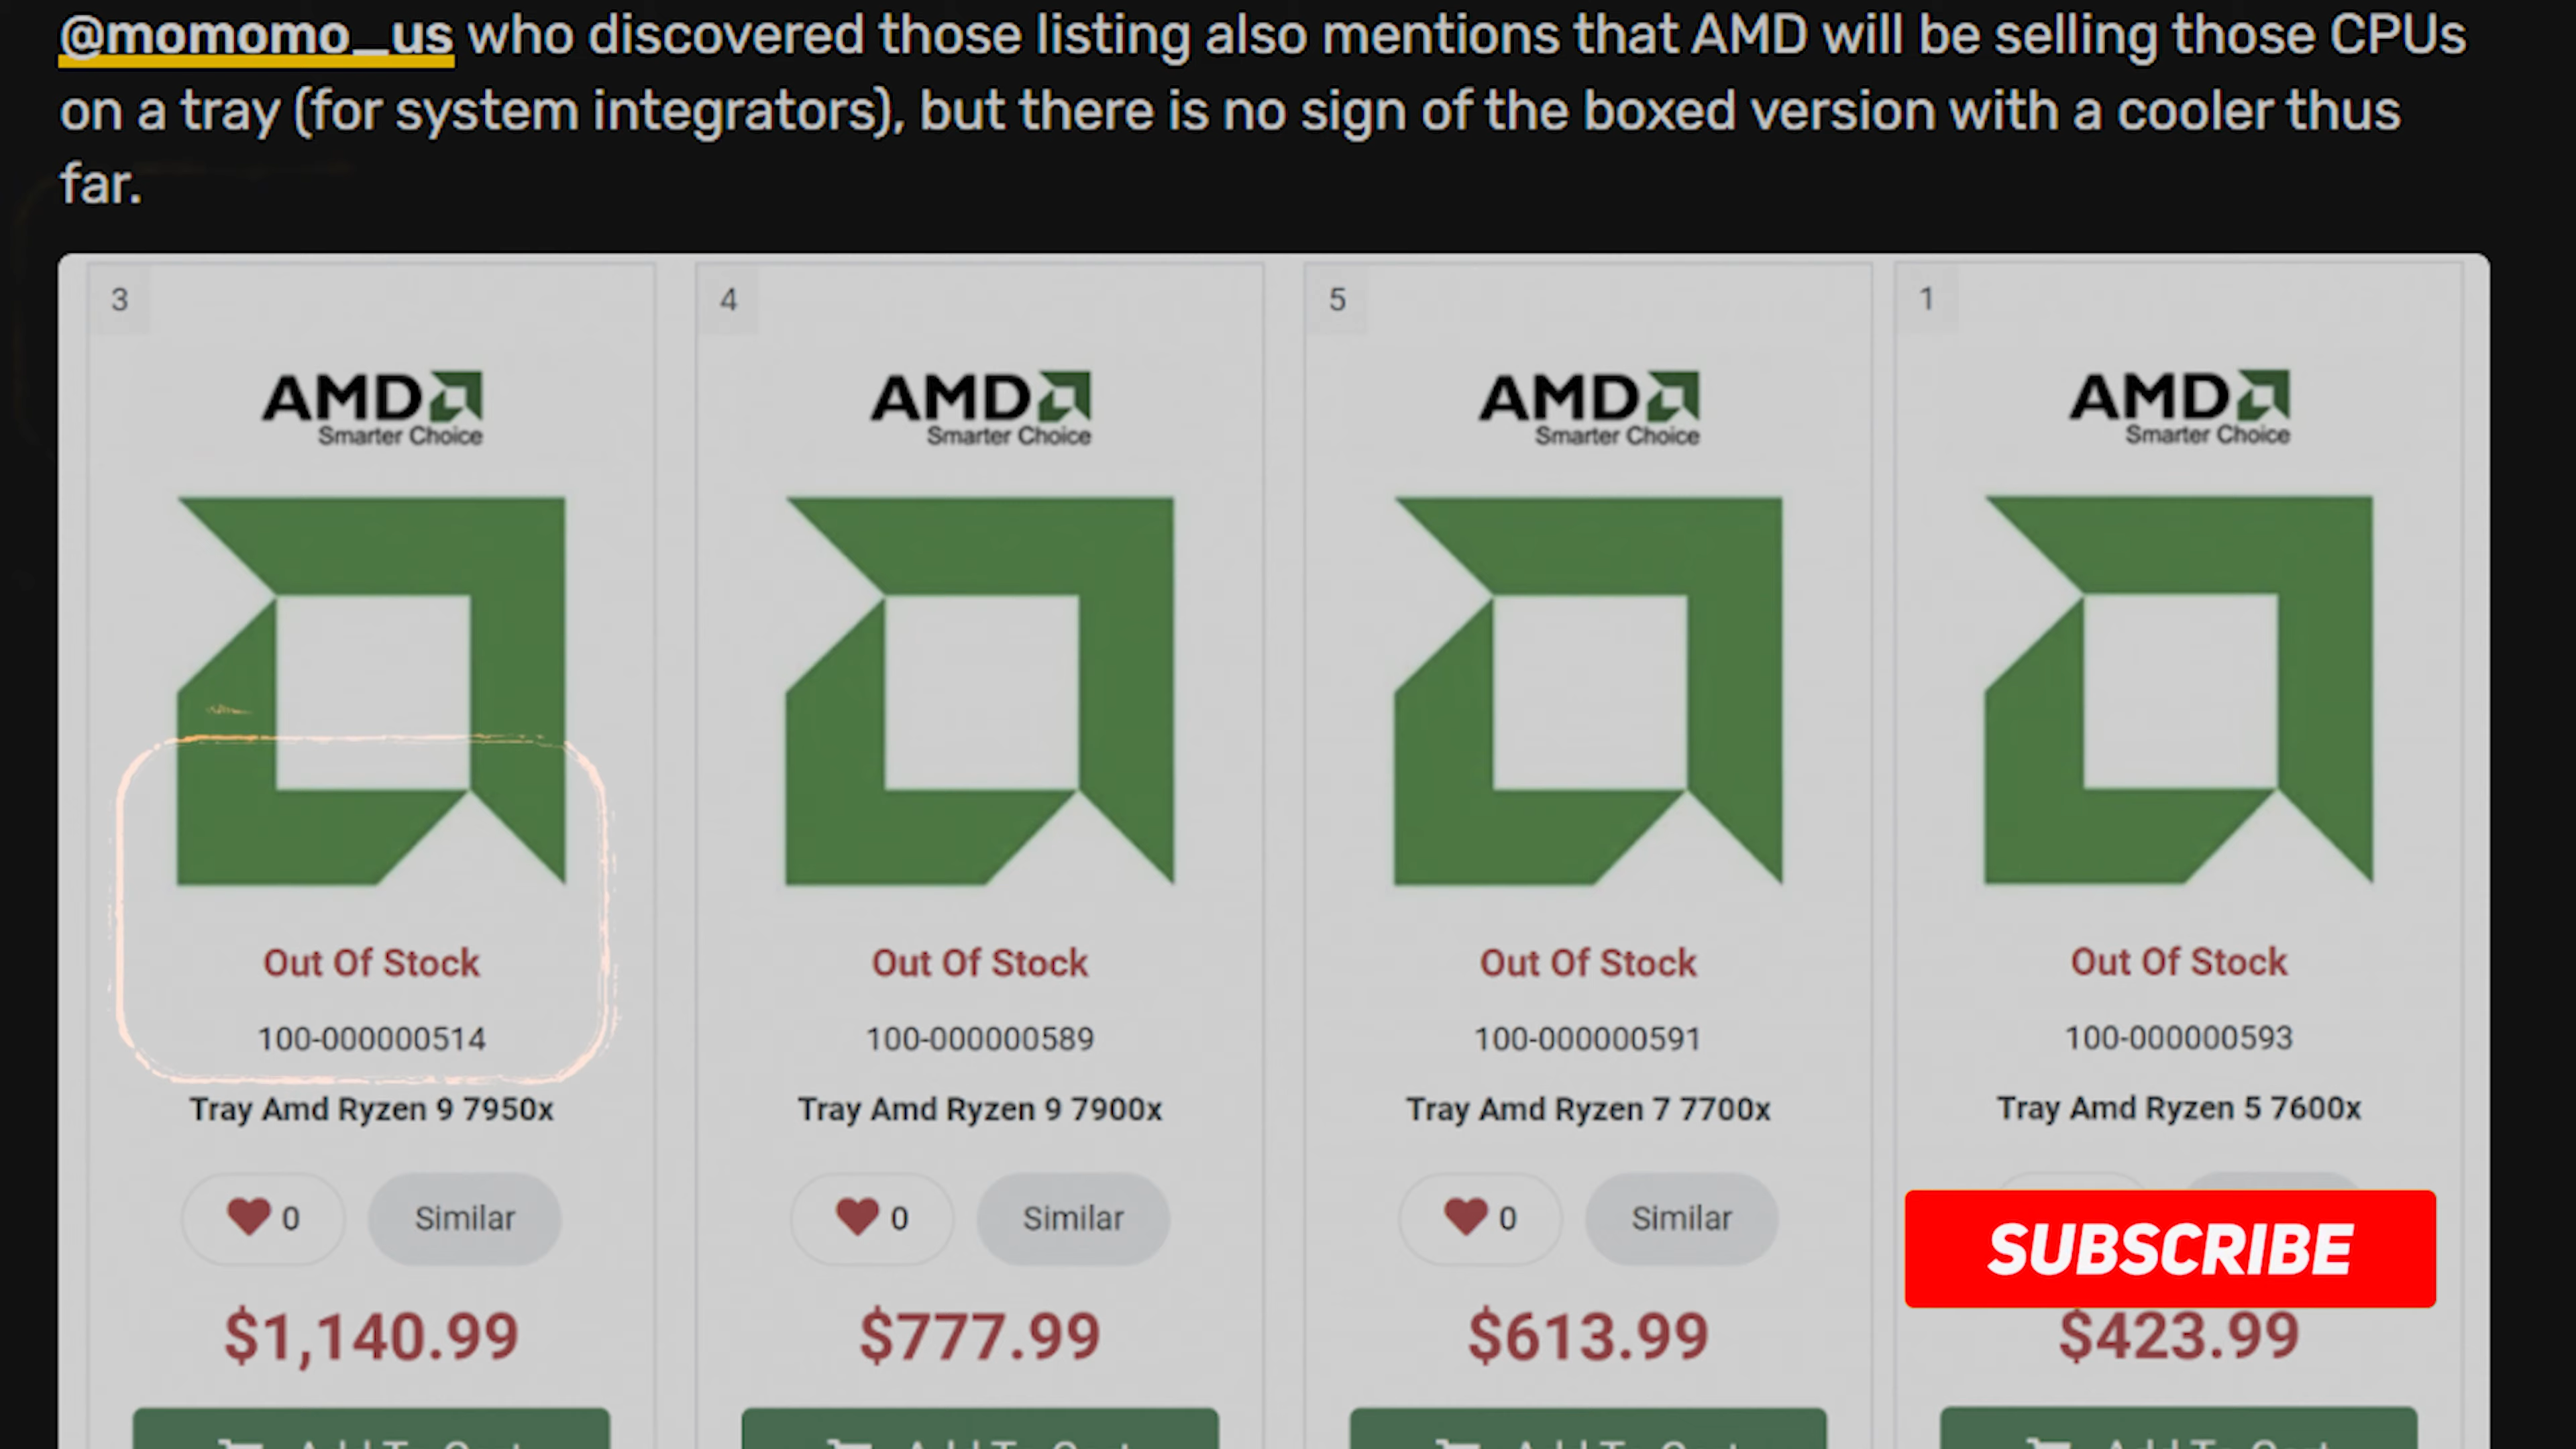 @momomo_us who discovered those listing also mentions that AMD will be selling those CPUs
on a tray (for system integrators), but there is no sign of the boxed version with a cooler thus
far.
3
4
5
1
AMD
Smarter Choice
AMD
Smarter Choice
AMD
Smarter Choice
AMD
Smarter Choice
Out Of Stock
Out Of Stock
Out Of Stock
Out Of Stock
100-000000514
100-000000589
100-000000591
100-000000593
Tray Amd Ryzen 9 7950x
Tray Amd Ryzen 9 7900x
Tray Amd Ryzen 7 7700x
Tray Amd Ryzen 5 7600x
0
Similar
0
Similar
0
Similar
SUBSCRIBE
$1,140.99
$777.99
$613.99
$423.99